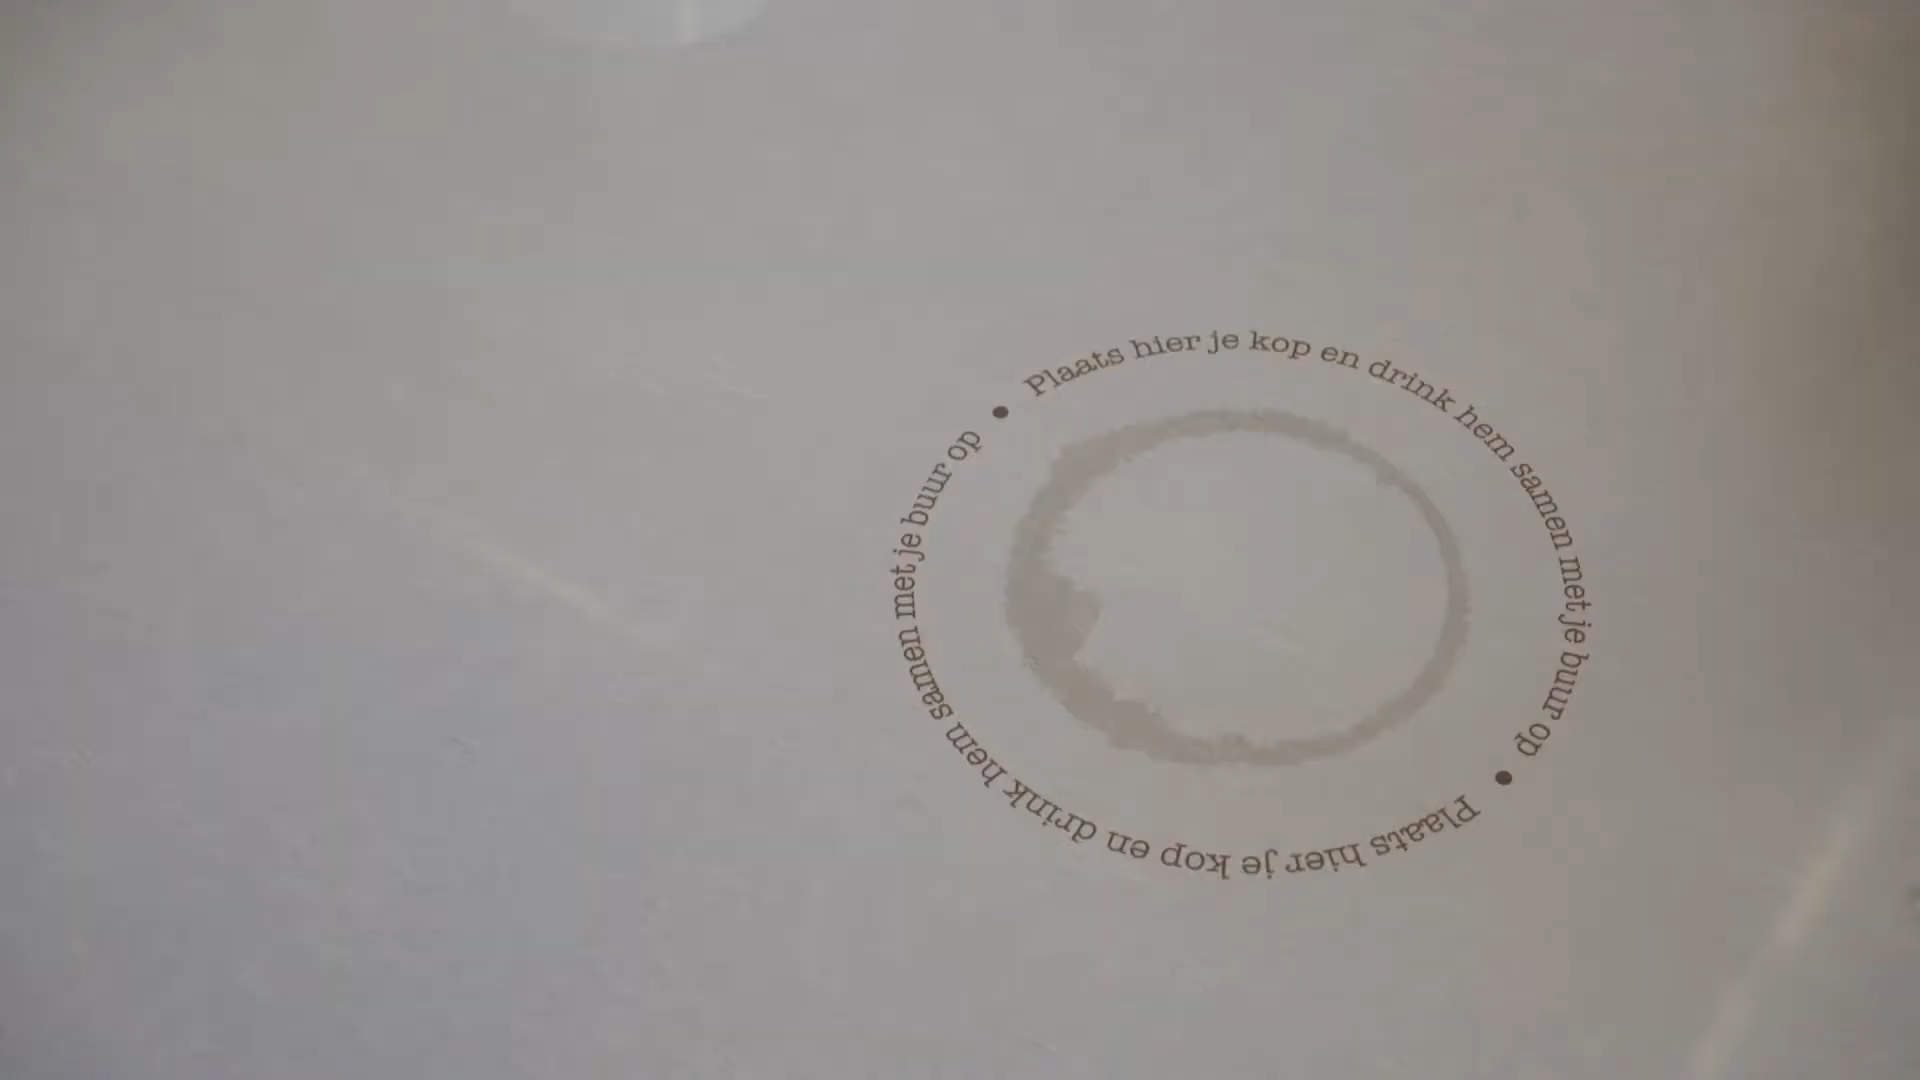 Plaats hier je kop en drink hem samen met je buur op
• Plaats hier je kop en drink hem samen met je buur op •